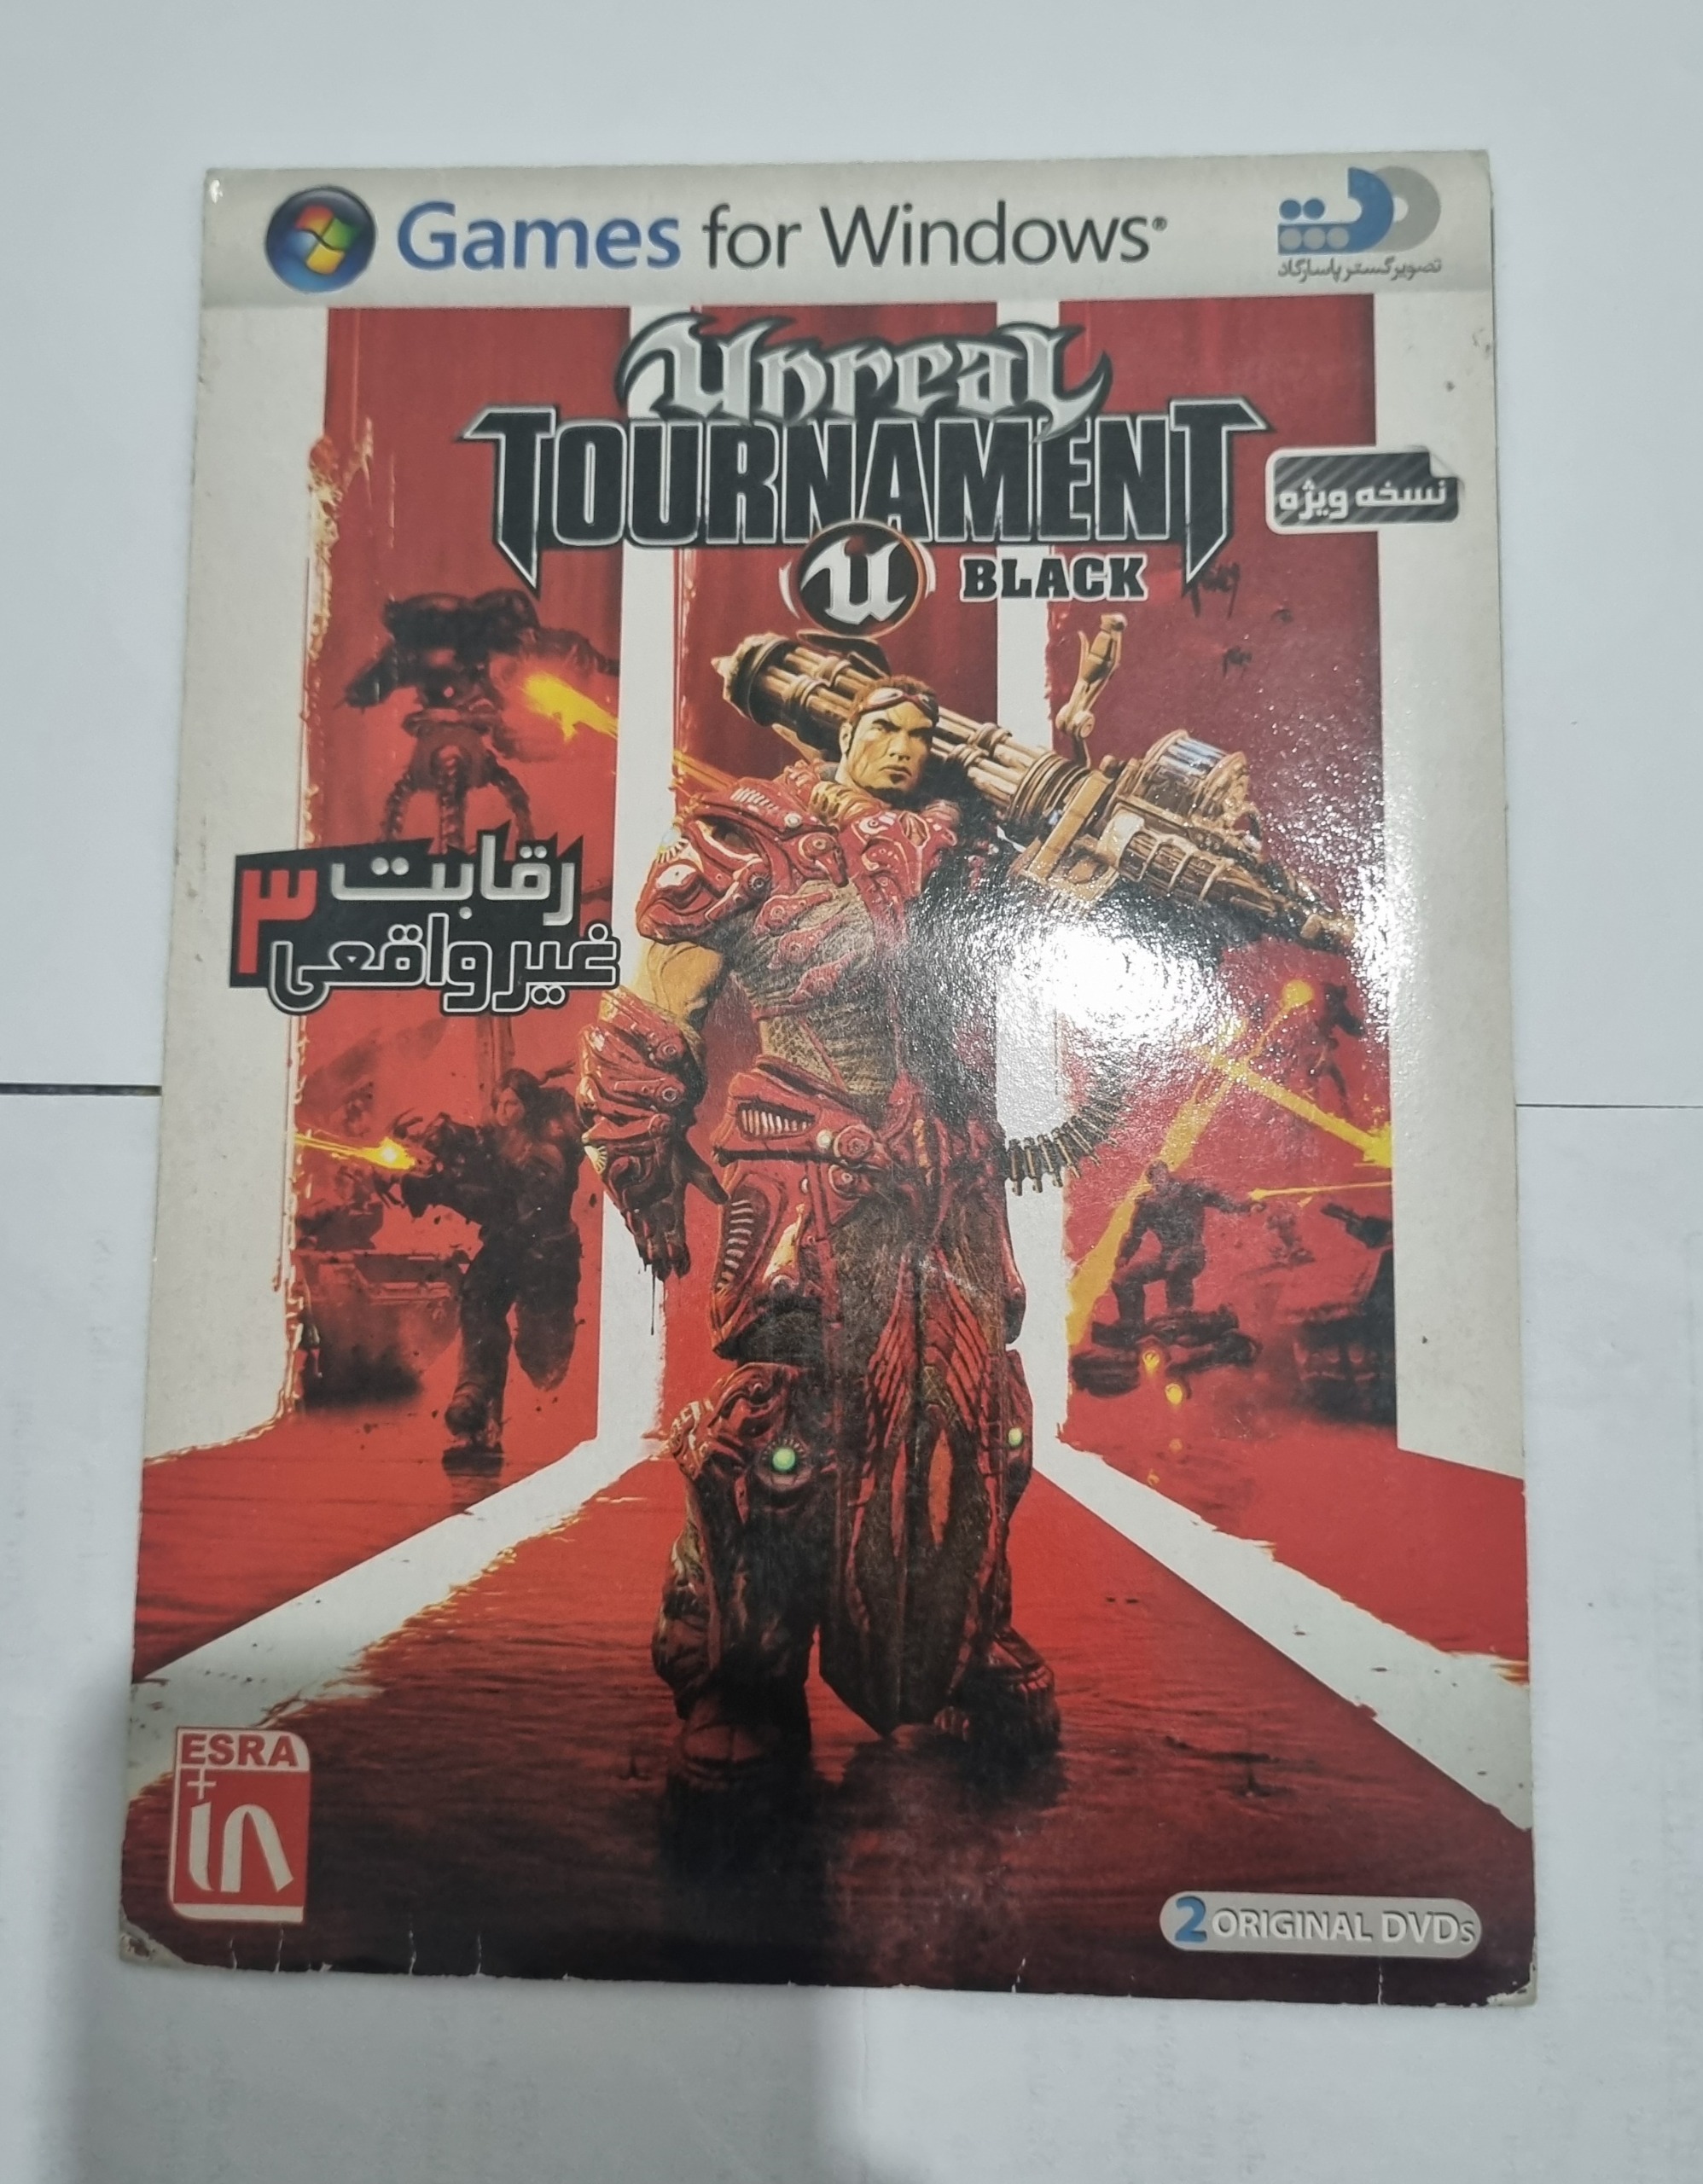 Games for Windows®
تصویرگستر پاسارگاد
Unreal
TOURNAMENT
نسخه ویژه
BLACK
رقابت ۳
غیرواقعی
ESRA
+۱۸
2 ORIGINAL DVDs